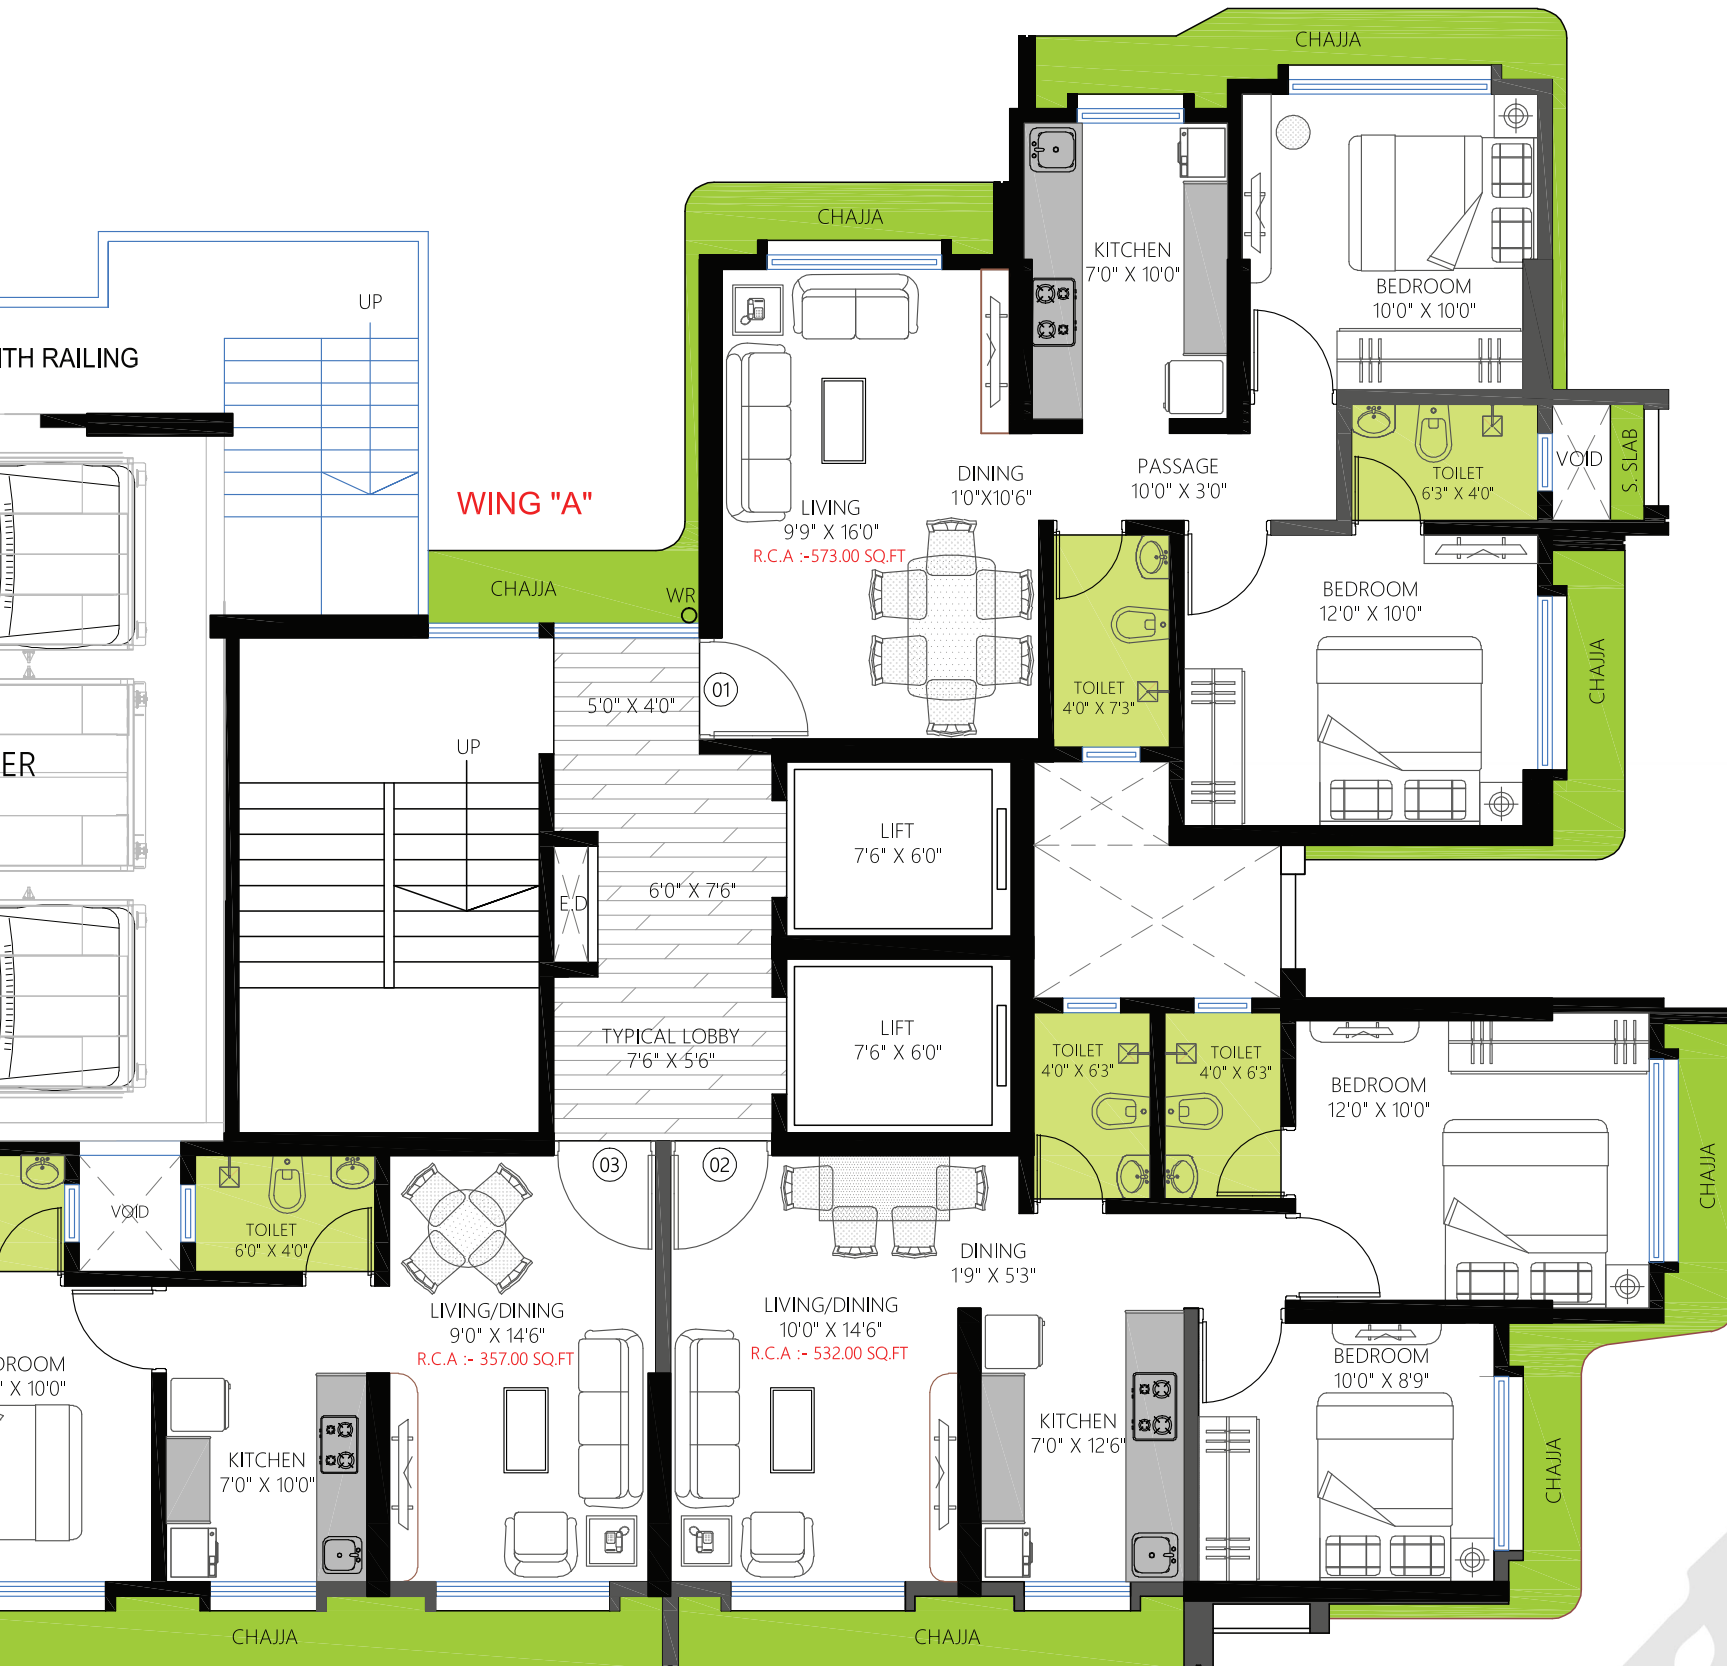 CHAJJA
CHAJJA
KITCHEN
7'0" X 10'0"
BEDROOM
10'0" X 10'0"
UP
ITH RAILING
WING "A"
LIVING
9'9" X 16'0"
R.C.A :-573.00 SQ.FT
DINING
1'0"X10'6"
PASSAGE
10'0" X 3'0"
TOILET
6'3" X 4'0"
VOID
S. SLAB
CHAJJA
WR
BEDROOM
12'0" X 10'0"
CHAJJA
TOILET
4'0" X 7'3"
5'0" X 4'0"
01
UP
ER
LIFT
7'6" X 6'0"
6'0" X 7'6"
E.D
TYPICAL LOBBY
7'6" X 5'6"
LIFT
7'6" X 6'0"
TOILET
4'0" X 6'3"
TOILET
4'0" X 6'3"
BEDROOM
12'0" X 10'0"
CHAJJA
03
02
VOID
TOILET
6'0" X 4'0"
DINING
1'9" X 5'3"
LIVING/DINING
9'0" X 14'6"
R.C.A :- 357.00 SQ.FT
LIVING/DINING
10'0" X 14'6"
R.C.A :- 532.00 SQ.FT
DROOM
" X 10'0"
BEDROOM
10'0" X 8'9"
KITCHEN
7'0" X 10'0"
KITCHEN
7'0" X 12'6"
CHAJJA
CHAJJA
CHAJJA